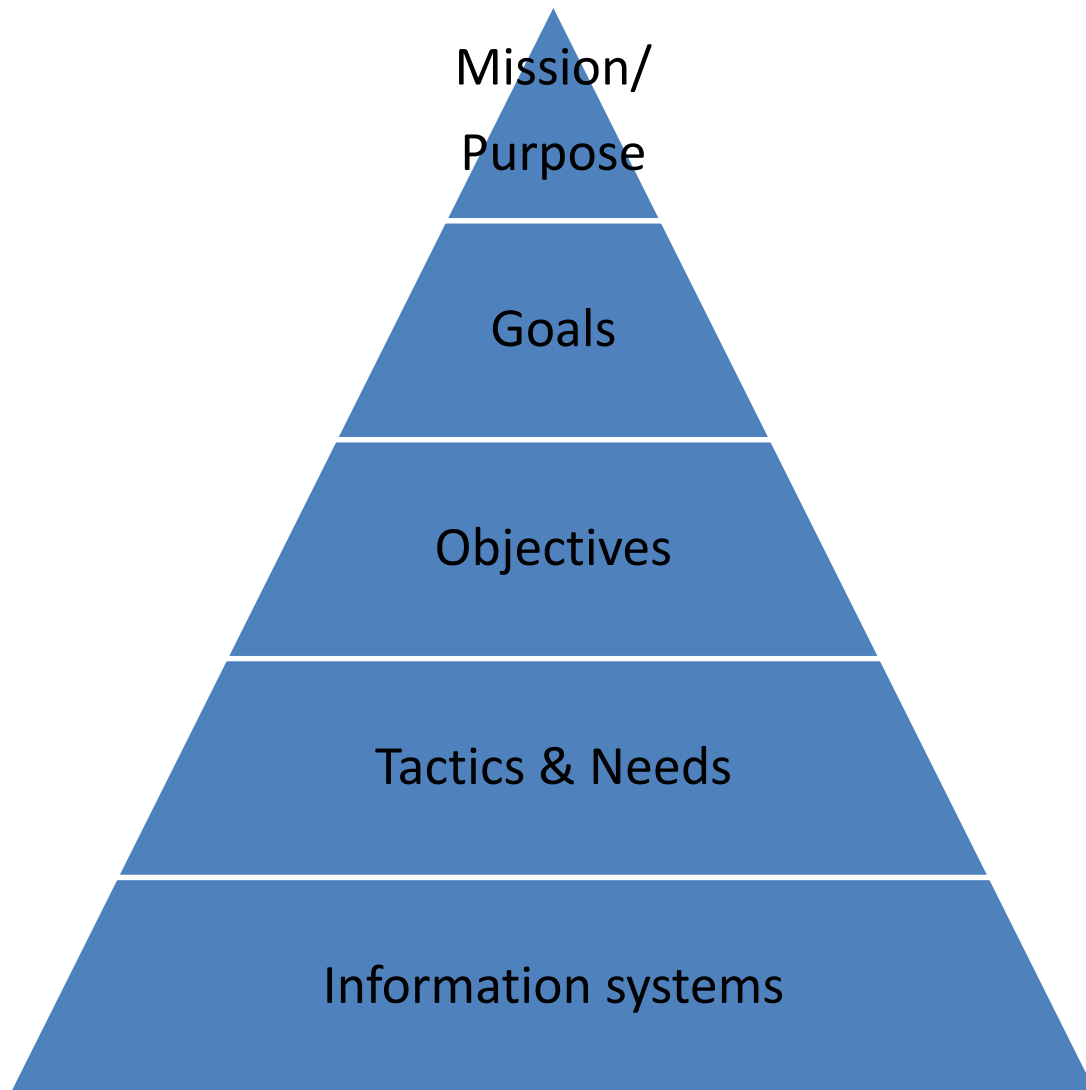 Mission/
Purpose
Goals
Objectives
Tactics & Needs
Information systems